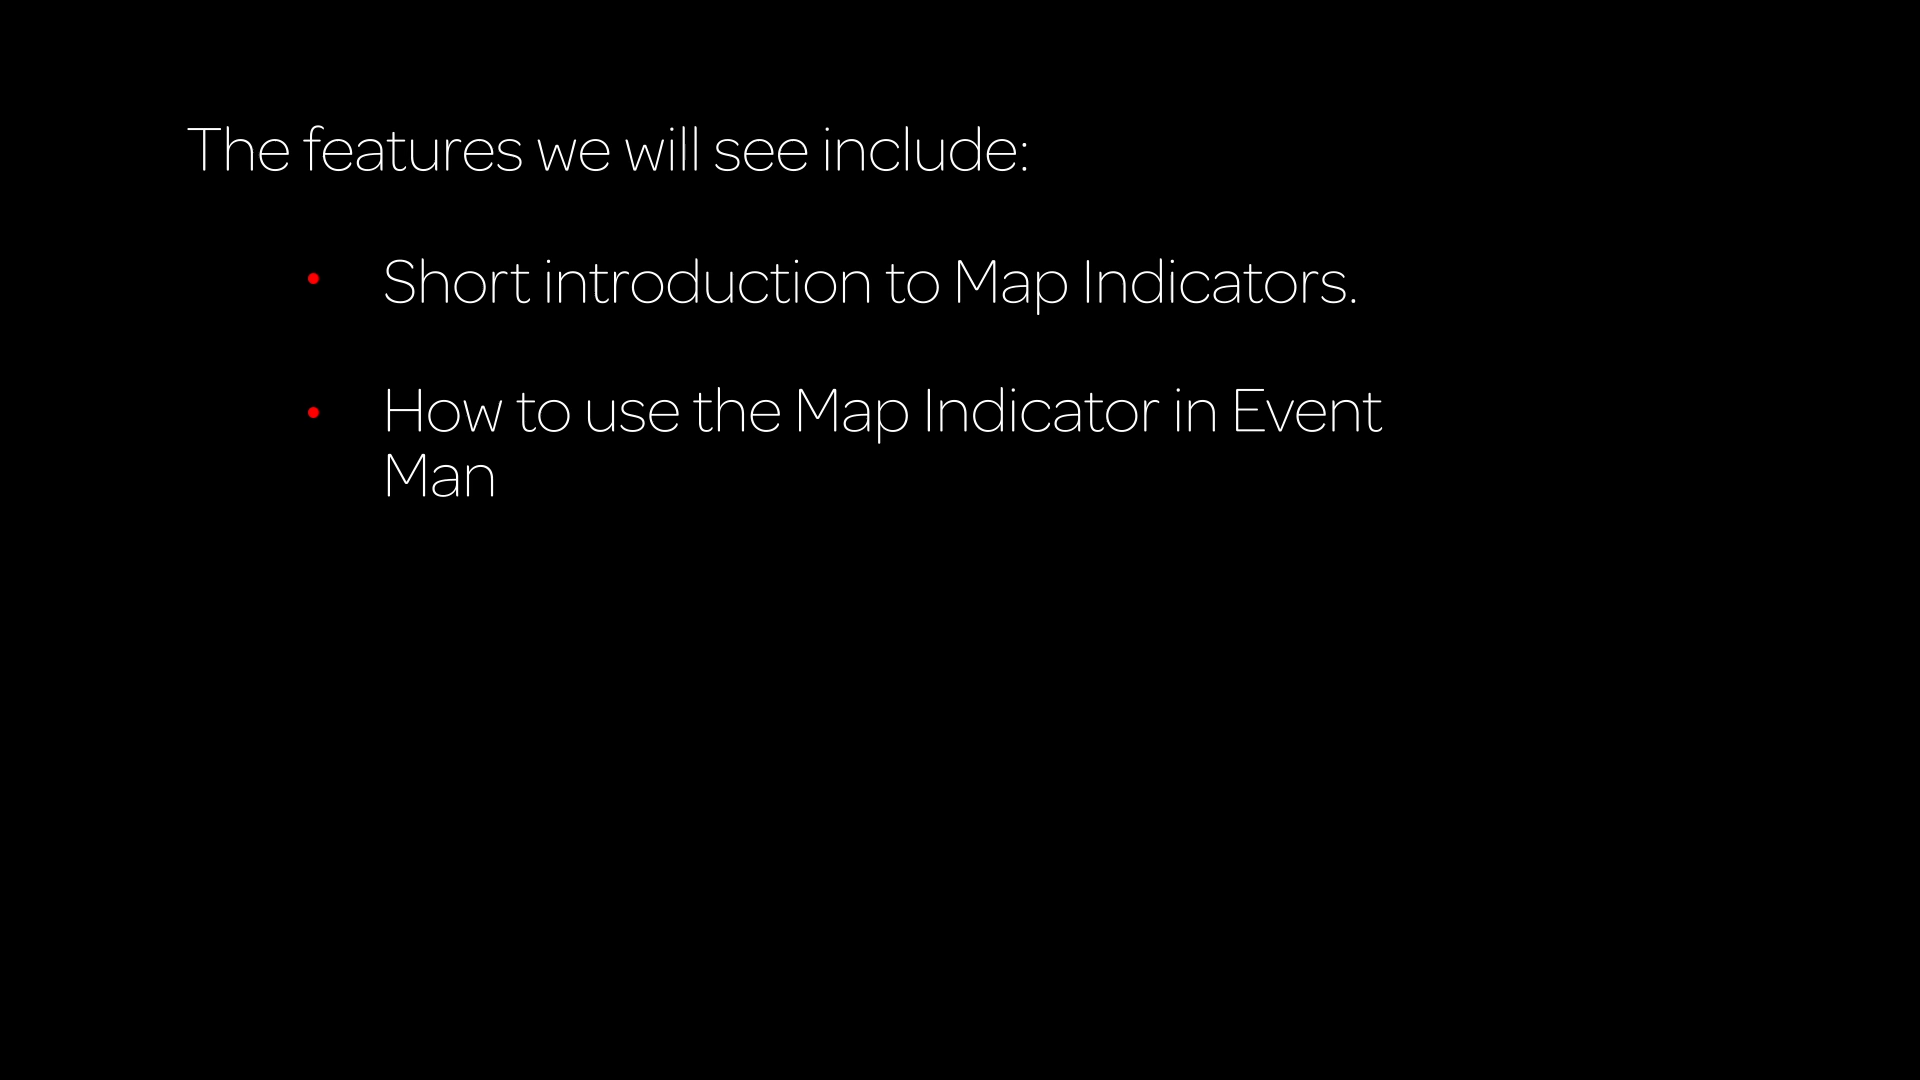 The features we will see include:
• Short introduction to Map Indicators.
• How to use the Map Indicator in Event
Man